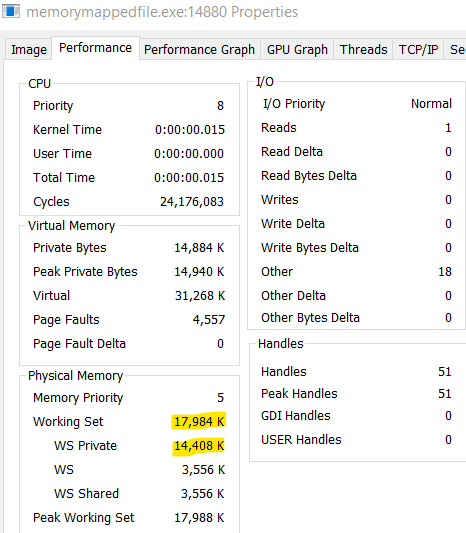 memorymappedfile.exe:14880 Properties
Image Performance Performance Graph GPU Graph Threads TCP/IP Se
CPU
Priority 8
Kernel Time 0:00:00.015
User Time 0:00:00.000
Total Time 0:00:00.015
Cycles 24,176,083
Virtual Memory
Private Bytes 14,884 K
Peak Private Bytes 14,940 K
Virtual 31,268 K
Page Faults 4,557
Page Fault Delta 0
Physical Memory
Memory Priority 5
Working Set 17,984 K
WS Private 14,408 K
WS 3,556 K
WS Shared 3,556 K
Peak Working Set 17,988 K
I/O
I/O Priority Normal
Reads 1
Read Delta 0
Read Bytes Delta 0
Writes 0
Write Delta 0
Write Bytes Delta 0
Other 18
Other Delta 0
Other Bytes Delta 0
Handles
Handles 51
Peak Handles 51
GDI Handles 0
USER Handles 0